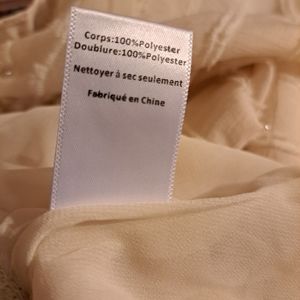 Corps:100%Polyester
Doublure:100%Polyester
Nettoyer à sec seulement
Fabriqué en Chine